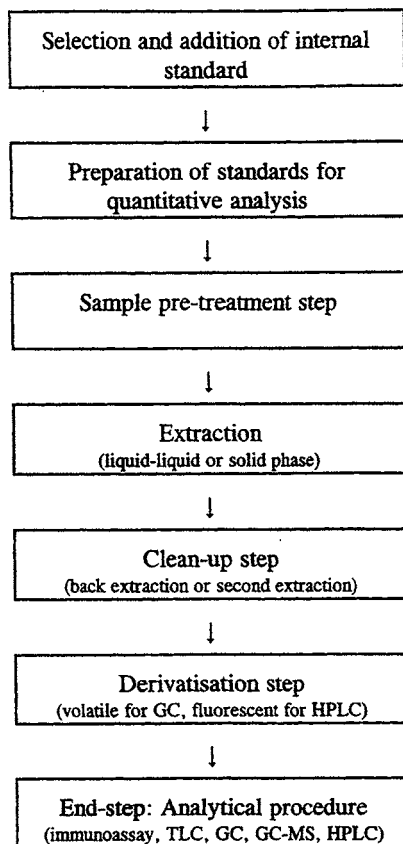 Selection and addition of internal
standard
↓
Preparation of standards for
quantitative analysis
↓
Sample pre-treatment step
↓
Extraction
(liquid-liquid or solid phase)
↓
Clean-up step
(back extraction or second extraction)
↓
Derivatisation step
(volatile for GC, fluorescent for HPLC)
↓
End-step: Analytical procedure
(immunoassay, TLC, GC, GC-MS, HPLC)